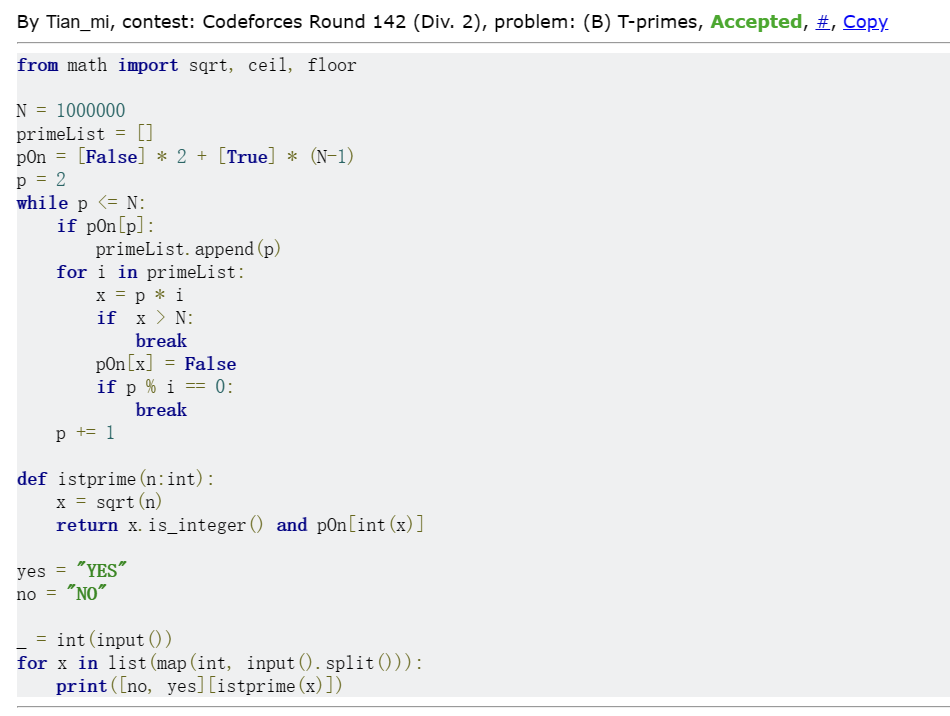 By Tian_mi, contest: Codeforces Round 142 (Div. 2), problem: (B) T-primes, Accepted, #, Copy
from math import sqrt, ceil, floor

N = 1000000
primeList = []
pOn = [False] * 2 + [True] * (N-1)
p = 2
while p <= N:
    if pOn[p]:
        primeList.append(p)
    for i in primeList:
        x = p * i
        if  x > N:
            break
        pOn[x] = False
        if p % i == 0:
            break
    p += 1

def istprime(n:int):
    x = sqrt(n)
    return x.is_integer() and pOn[int(x)]

yes = "YES"
no = "NO"

_ = int(input())
for x in list(map(int, input().split())):
    print([no, yes][istprime(x)])